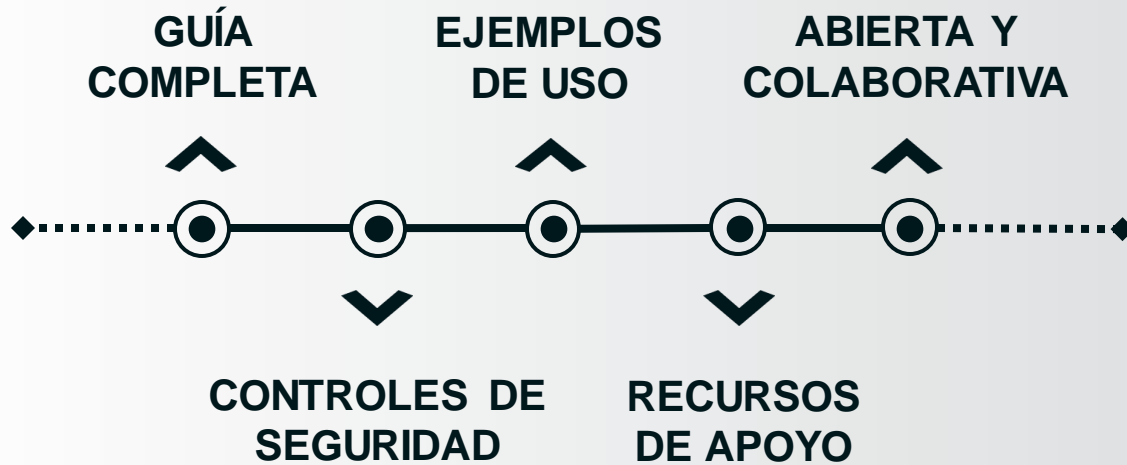 GUÍA
COMPLETA
EJEMPLOS
DE USO
ABIERTA Y
COLABORATIVA
CONTROLES DE
SEGURIDAD
RECURSOS
DE APOYO